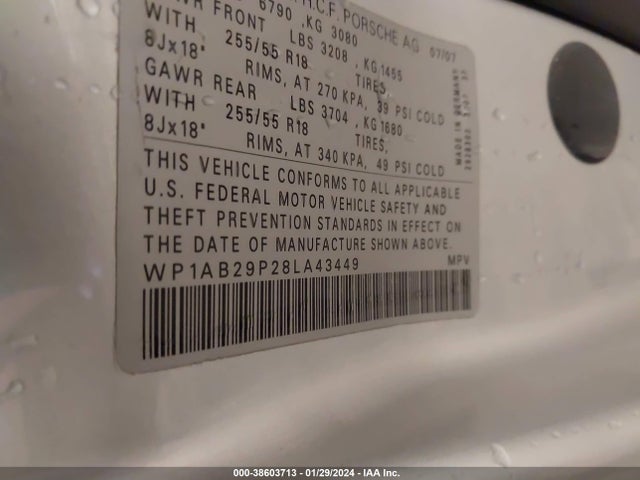 H.C.F. PORSCHE AG 07/07
6790 ,KG 3080
GAWR FRONT LBS 3208 , KG 1455
WITH 255/55 R18 TIRES,
8Jx18" RIMS, AT 270 KPA, 39 PSI COLD
GAWR REAR LBS 3704 , KG 1680
WITH 255/55 R18 TIRES,
8Jx18" RIMS, AT 340 KPA, 49 PSI COLD
MADE IN GERMANY
THIS VEHICLE CONFORMS TO ALL APPLICABLE
U.S. FEDERAL MOTOR VEHICLE SAFETY AND
THEFT PREVENTION STANDARDS IN EFFECT ON
THE DATE OF MANUFACTURE SHOWN ABOVE.
WP1AB29P28LA43449 MPV
000-38603713 - 01/29/2024 - IAA Inc.